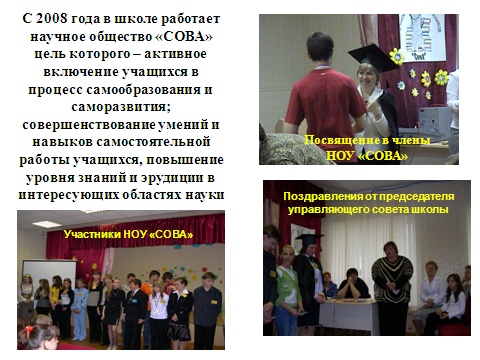 С 2008 года в школе работает
научное общество «СОВА»
цель которого – активное
включение учащихся в
процесс самообразования и
саморазвития;
совершенствование умений и
навыков самостоятельной
работы учащихся, повышение
уровня знаний и эрудиции в
интересующих областях науки
Посвящение в члены
НОУ «СОВА»
Участники НОУ «СОВА»
Поздравления от председателя
управляющего совета школы